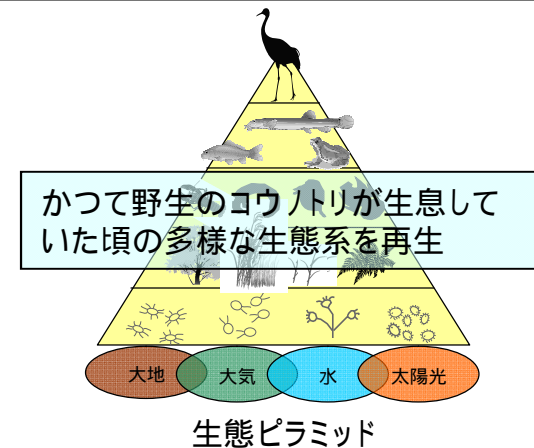 かつて野生のコウノトリが生息して
いた頃の多様な生態系を再生
大地 大気 水 太陽光
生態ピラミッド